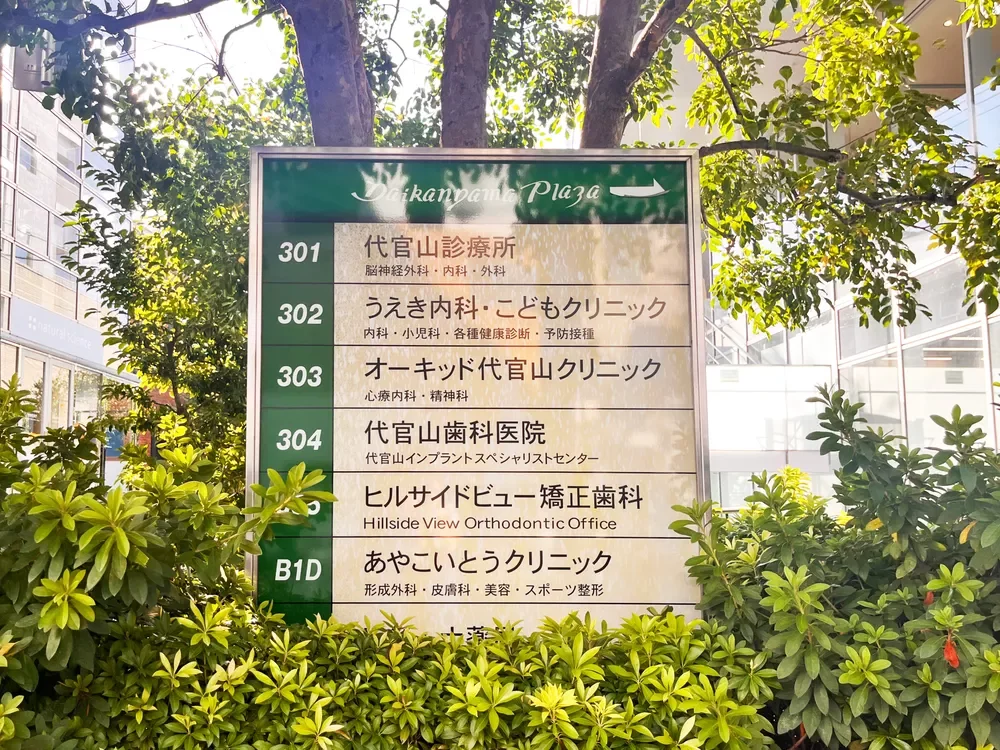 Daikanyama Plaza
301
代官山診療所
脳神経外科・内科・外科
302
うえき内科・こどもクリニック
内科・小児科・各種健康診断・予防接種
303
オーキッド代官山クリニック
心療内科・精神科
304
代官山歯科医院
代官山インプラントスペシャリストセンター
ヒルサイドビュー矯正歯科
Hillside View Orthodontic Office
B1D
あやこいとうクリニック
形成外科・皮膚科・美容・スポーツ整形